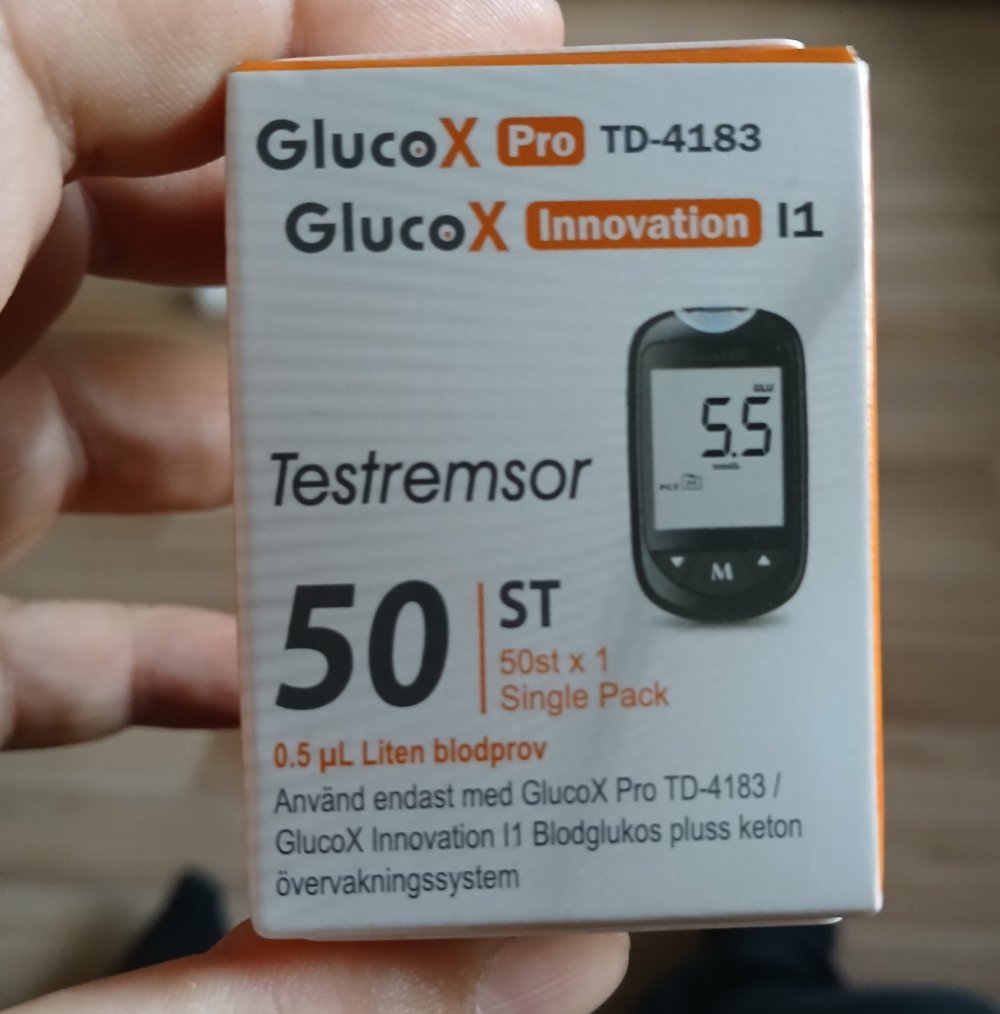 GlucoX Pro TD-4183
GlucoX Innovation I1
GLU
5.5
M
Testremsor
50 ST
50st x 1
Single Pack
0.5 µL Liten blodprov
Använd endast med GlucoX Pro TD-4183 /
GlucoX Innovation I1 Blodglukos pluss keton
övervakningssystem